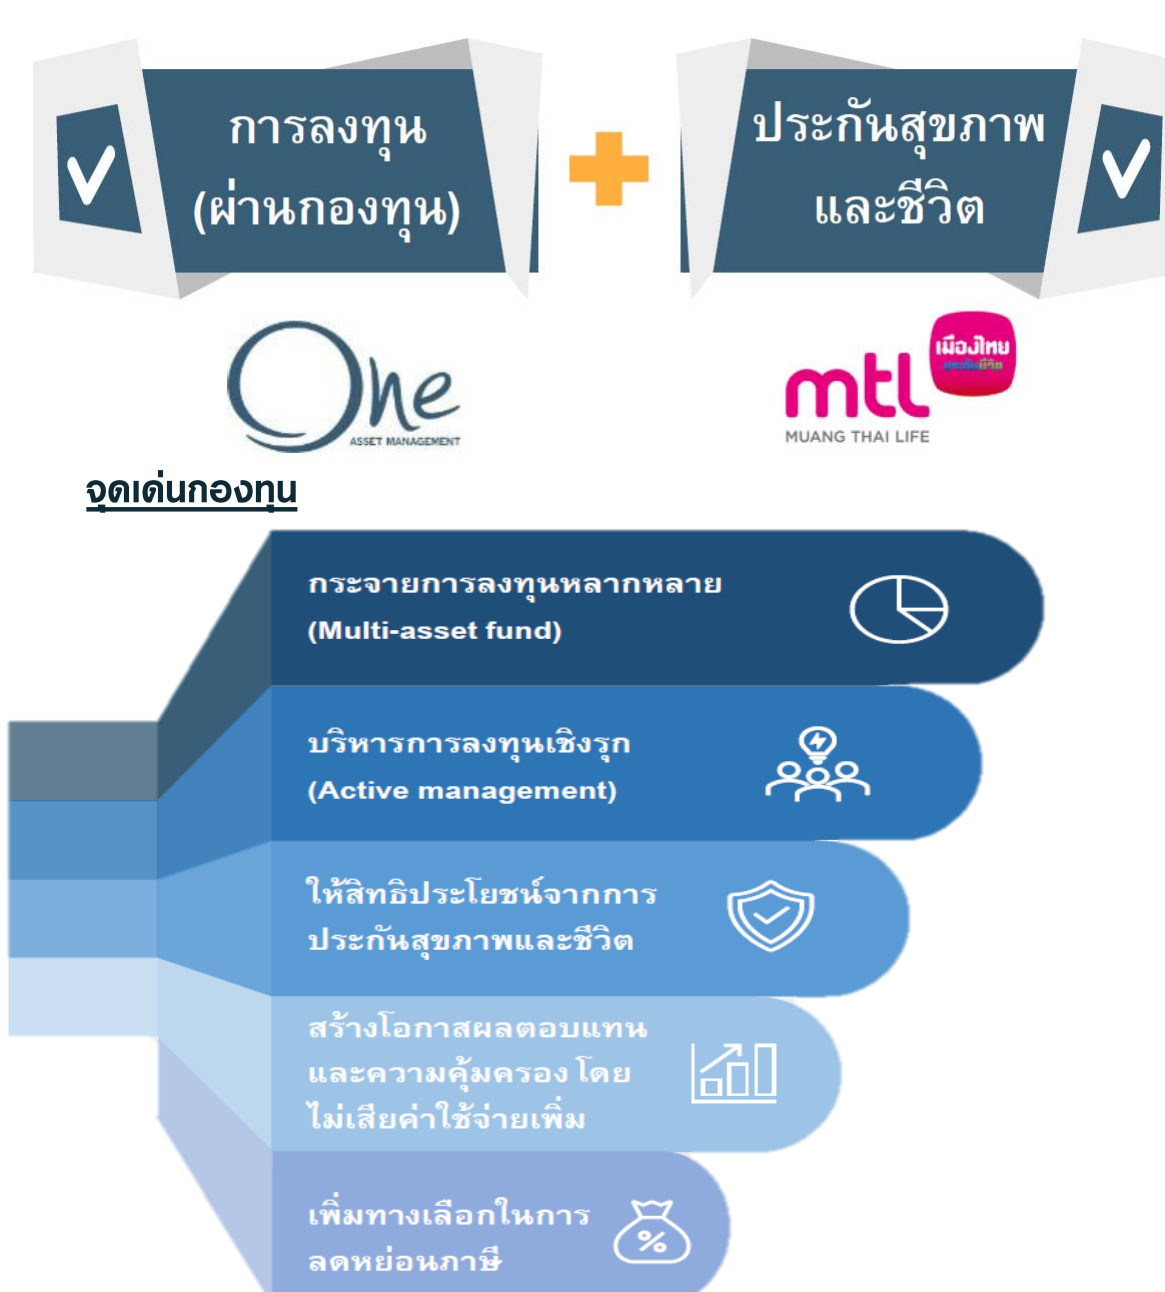 การลงทุน
(ผ่านกองทุน)
ประกันสุขภาพ
และชีวิต
One
ASSET MANAGEMENT
mtl
เมืองไทย
ประกันชีวิต
MUANG THAI LIFE
จุดเด่นกองทุน
กระจายการลงทุนหลากหลาย
(Multi-asset fund)
บริหารการลงทุนเชิงรุก
(Active management)
ให้สิทธิประโยชน์จากการ
ประกันสุขภาพและชีวิต
สร้างโอกาสผลตอบแทน
และความคุ้มครอง โดย
ไม่เสียค่าใช้จ่ายเพิ่ม
เพิ่มทางเลือกในการ
ลดหย่อนภาษี
%